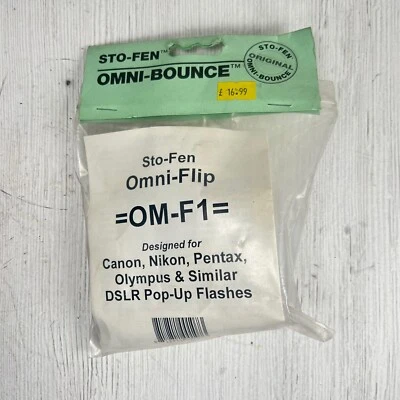 STO-FEN™
OMNI-BOUNCE™
STO-FEN
ORIGINAL
OMNI-BOUNCE
£ 16.99
Sto-Fen
Omni-Flip
=OM-F1=
Designed for
Canon, Nikon, Pentax,
Olympus & Similar
DSLR Pop-Up Flashes